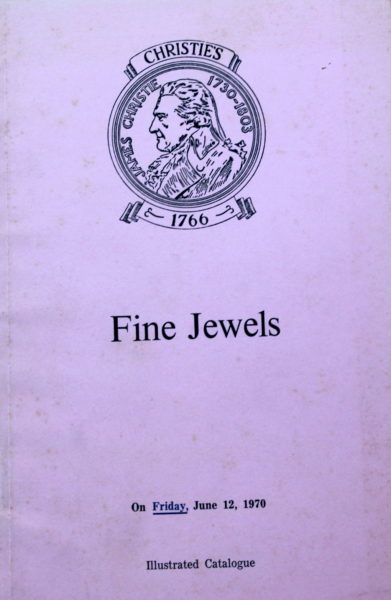 CHRISTIE'S
JAMES CHRISTIE 1730-1803
1766
Fine Jewels
On Friday, June 12, 1970
Illustrated Catalogue